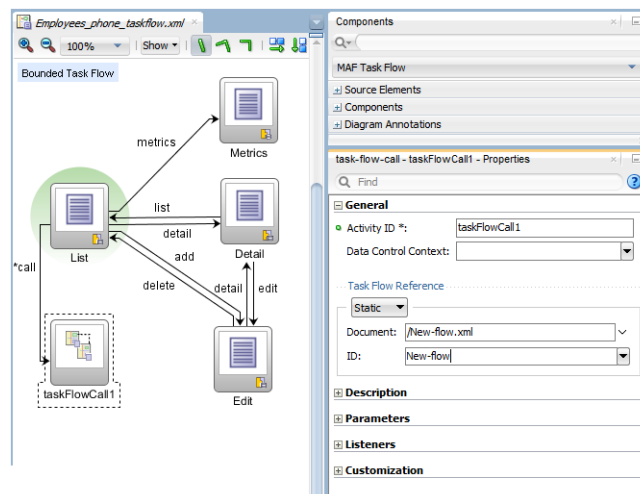 Employees_phone_taskflow.xml
100%
Show
Bounded Task Flow
Metrics
metrics
List
list
detail
Detail
add
delete
detail
edit
*call
taskFlowCall1
Edit
Components
MAF Task Flow
Source Elements
Components
Diagram Annotations
task-flow-call - taskFlowCall1 - Properties
Find
?
General
Activity ID *:
taskFlowCall1
Data Control Context:
Task Flow Reference
Static
Document:
/New-flow.xml
ID:
New-flow
Description
Parameters
Listeners
Customization